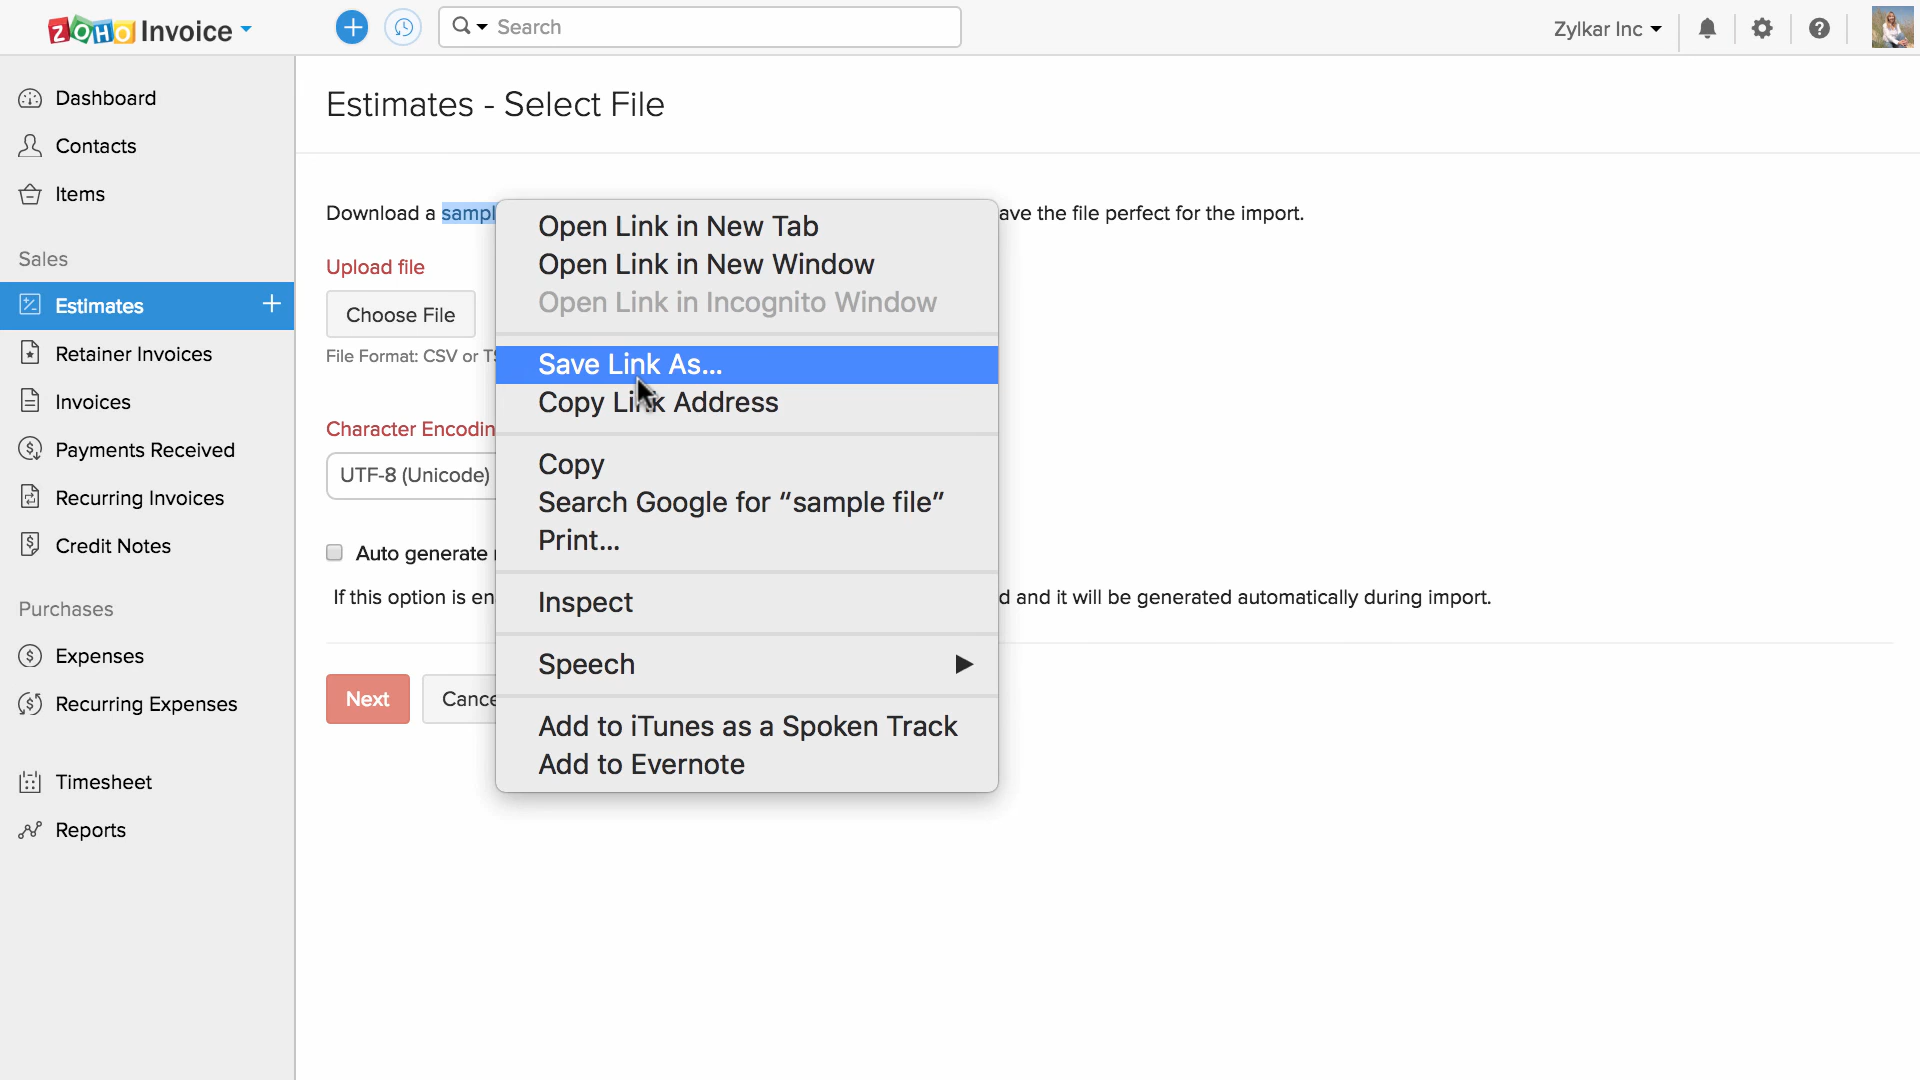 ZOHO Invoice
Search
Zylkar Inc
Dashboard
Contacts
Items
Sales
Estimates
Retainer Invoices
Invoices
Payments Received
Recurring Invoices
Credit Notes
Purchases
Expenses
Recurring Expenses
Timesheet
Reports
Estimates - Select File
Download a sampl
ave the file perfect for the import.
Upload file
Choose File
File Format: CSV or TS
Character Encodin
UTF-8 (Unicode)
Auto generate
If this option is en
d and it will be generated automatically during import.
Next
Cance
Open Link in New Tab
Open Link in New Window
Open Link in Incognito Window
Save Link As...
Copy Link Address
Copy
Search Google for “sample file”
Print...
Inspect
Speech
Add to iTunes as a Spoken Track
Add to Evernote